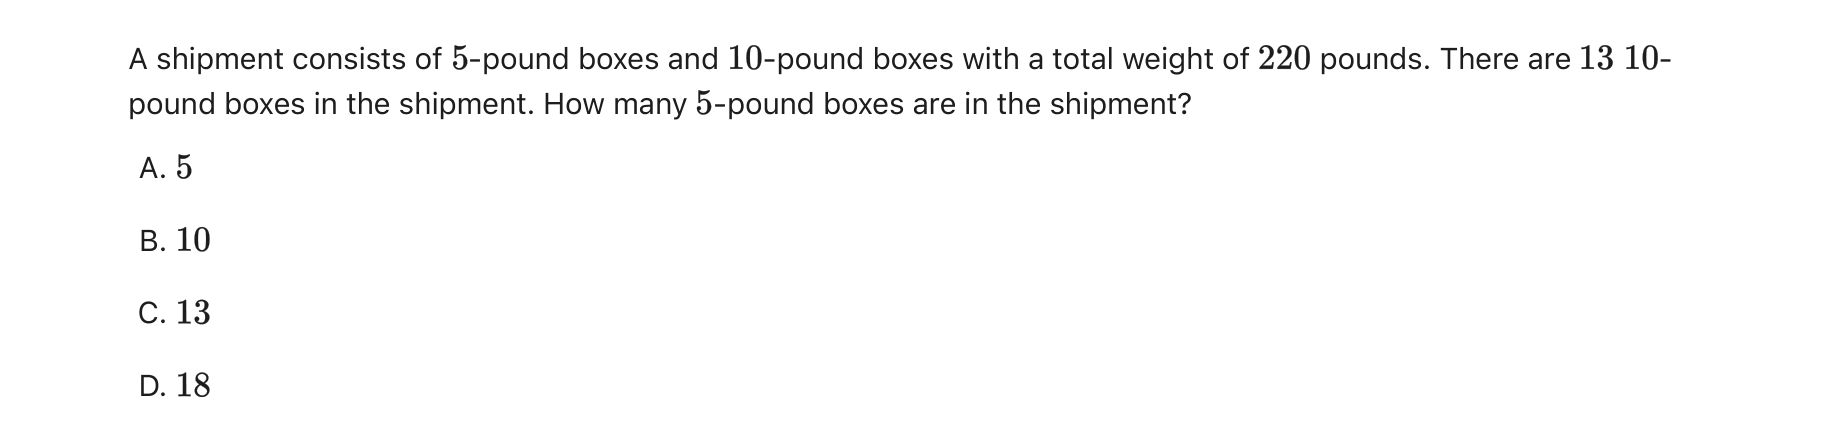 A shipment consists of 5-pound boxes and 10-pound boxes with a total weight of 220 pounds. There are 13 10-
pound boxes in the shipment. How many 5-pound boxes are in the shipment?
A. 5
B. 10
C. 13
D. 18